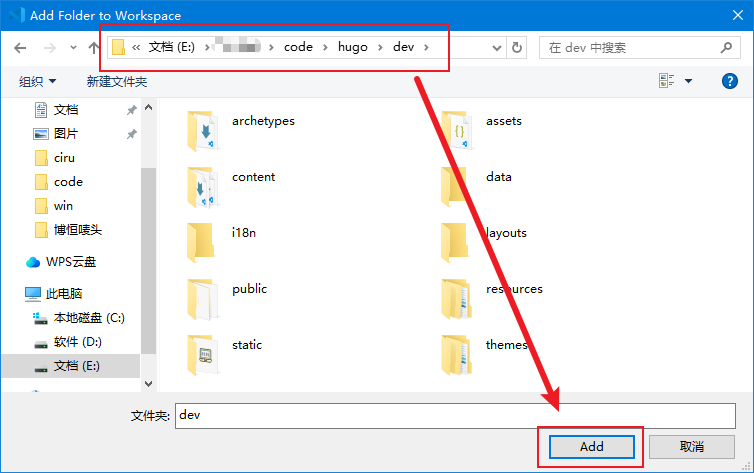 Add Folder to Workspace
« 文档 (E:) › code › hugo › dev ›
在 dev 中搜索
组织
新建文件夹
文档
图片
ciru
code
win
博恒唛头
WPS云盘
此电脑
本地磁盘 (C:)
软件 (D:)
文档 (E:)
archetypes
assets
content
data
i18n
layouts
public
resources
static
themes
文件夹:
dev
Add
取消